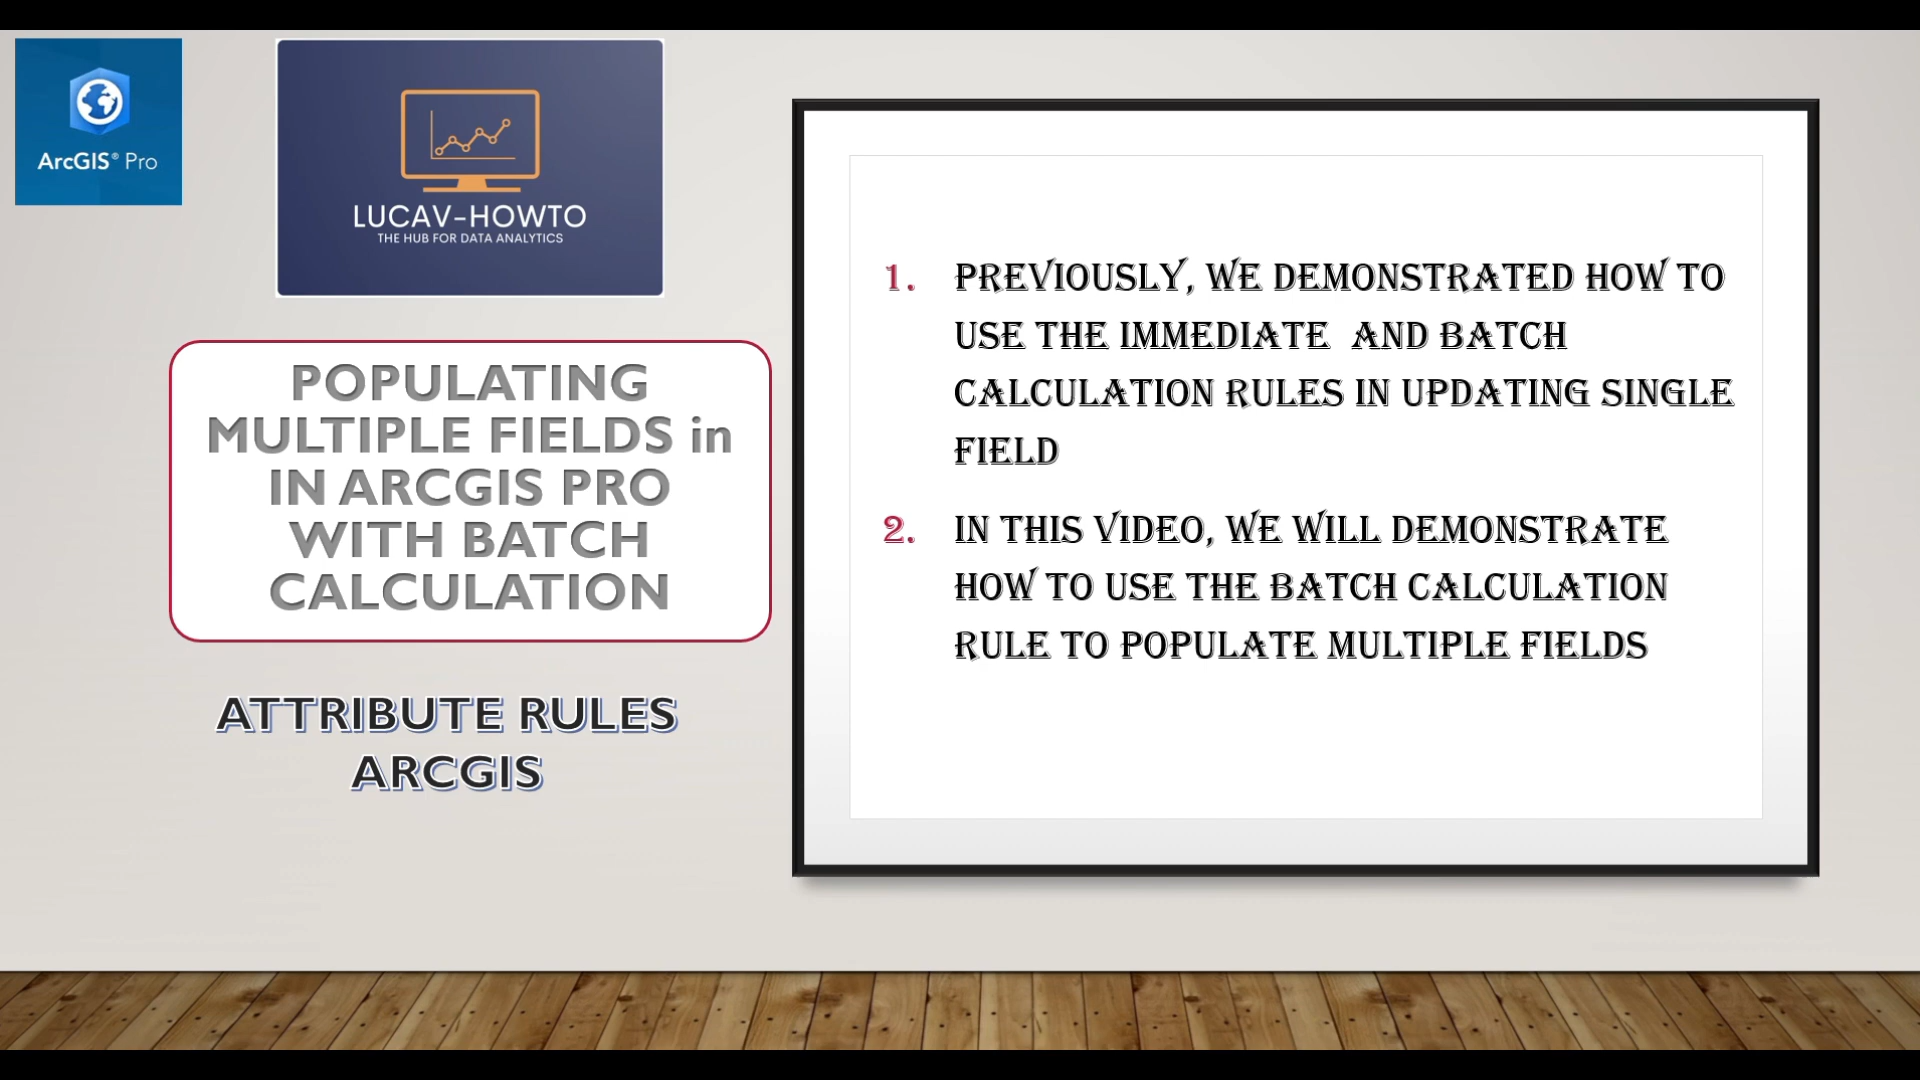 ArcGIS® Pro
LUCAV-HOWTO
THE HUB FOR DATA ANALYTICS
POPULATING
MULTIPLE FIELDS in
IN ARCGIS PRO
WITH BATCH
CALCULATION
ATTRIBUTE RULES
ARCGIS
1. PREVIOUSLY, WE DEMONSTRATED HOW TO
USE THE IMMEDIATE AND BATCH
CALCULATION RULES IN UPDATING SINGLE
FIELD
2. IN THIS VIDEO, WE WILL DEMONSTRATE
HOW TO USE THE BATCH CALCULATION
RULE TO POPULATE MULTIPLE FIELDS